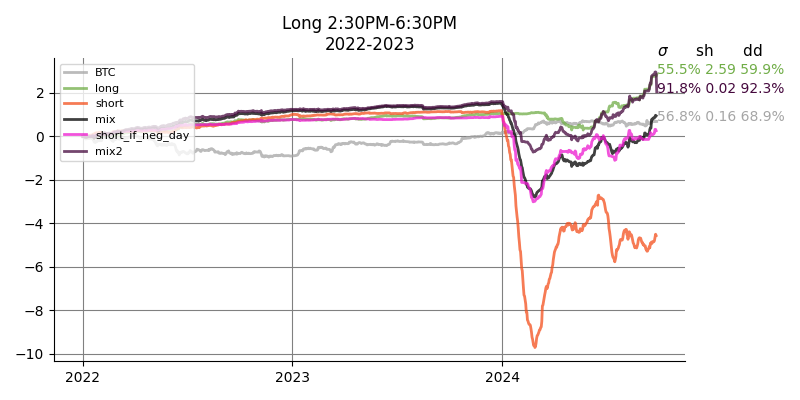 Long 2:30PM-6:30PM
2022-2023
σ sh dd
55.5% 2.59 59.9%
91.8% 0.02 92.3%
56.8% 0.16 68.9%
BTC
long
short
mix
short_if_neg_day
mix2
2
0
−2
−4
−6
−8
−10
2022 2023 2024